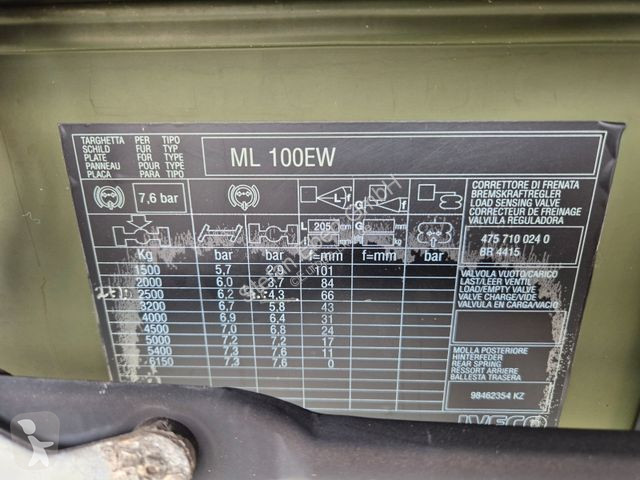 TARGHETTA PER TIPO
SCHILD FUR TYP
PLATE FOR TYPE
PANNEAU POUR TYPE
PLACA PARA TIPO
ML 100EW
7,6 bar
L f G f G
L 205 mm G mm
kg
CORRETTORE DI FRENATA
BREMSKRAFTREGLER
LOAD SENSING VALVE
CORRECTEUR DE FREINAGE
VALVULA REGULADORA
475 710 024 0
BR 4415
Kg bar bar f=mm f=mm bar
1500 5,7 2,9 101
2000 6,0 3,7 84
2500 6,2 4,3 66
3200 6,7 5,8 43
4000 6,9 6,4 31
4500 7,0 6,8 24
5000 7,2 7,2 17
5400 7,3 7,6 11
6150 7,3 7,6 0
VALVOLA VUOTO/CARICO
LAST/LEER VENTIL
LOAD/EMPTY VALVE
VALVE CHARGE/VIDE
VALVULA EN CARGA/VACIO
MOLLA POSTERIORE
HINTERFEDER
REAR SPRING
RESSORT ARRIERE
BALLESTA TRASERA
98462354 KZ
IVECO